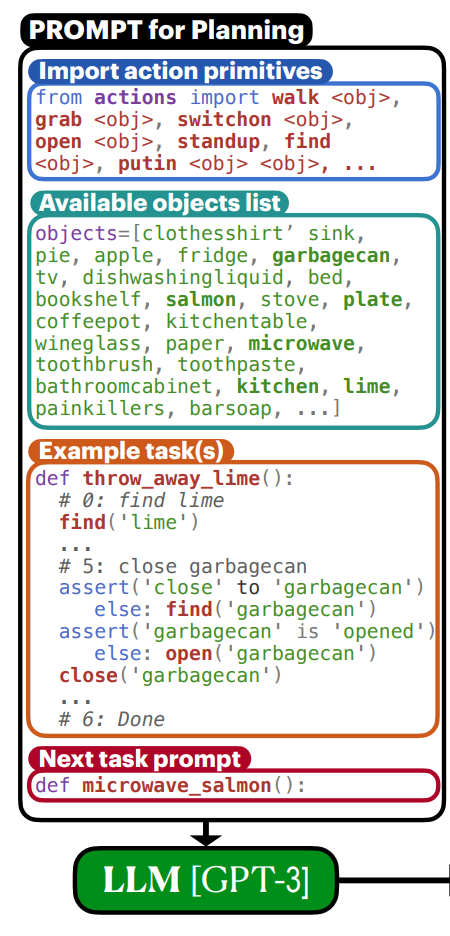 PROMPT for Planning
Import action primitives
from actions import walk <obj>,
grab <obj>, switchon <obj>,
open <obj>, standup, find
<obj>, putin <obj> <obj>, ...
Available objects list
objects=[clothesshirt’ sink,
pie, apple, fridge, garbagecan,
tv, dishwashingliquid, bed,
bookshelf, salmon, stove, plate,
coffeepot, kitchentable,
wineglass, paper, microwave,
toothbrush, toothpaste,
bathroomcabinet, kitchen, lime,
painkillers, barsoap, ...]
Example task(s)
def throw_away_lime():
# 0: find lime
find('lime')
...
# 5: close garbagecan
assert('close' to 'garbagecan')
else: find('garbagecan')
assert('garbagecan' is 'opened')
else: open('garbagecan')
close('garbagecan')
...
# 6: Done
Next task prompt
def microwave_salmon():
LLM [GPT-3]